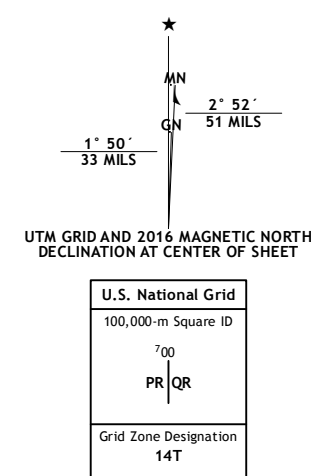 ★
MN
GN
2° 52´
51 MILS
1° 50´
33 MILS
UTM GRID AND 2016 MAGNETIC NORTH
DECLINATION AT CENTER OF SHEET
U.S. National Grid
100,000-m Square ID
⁷00
PR QR
Grid Zone Designation
14T